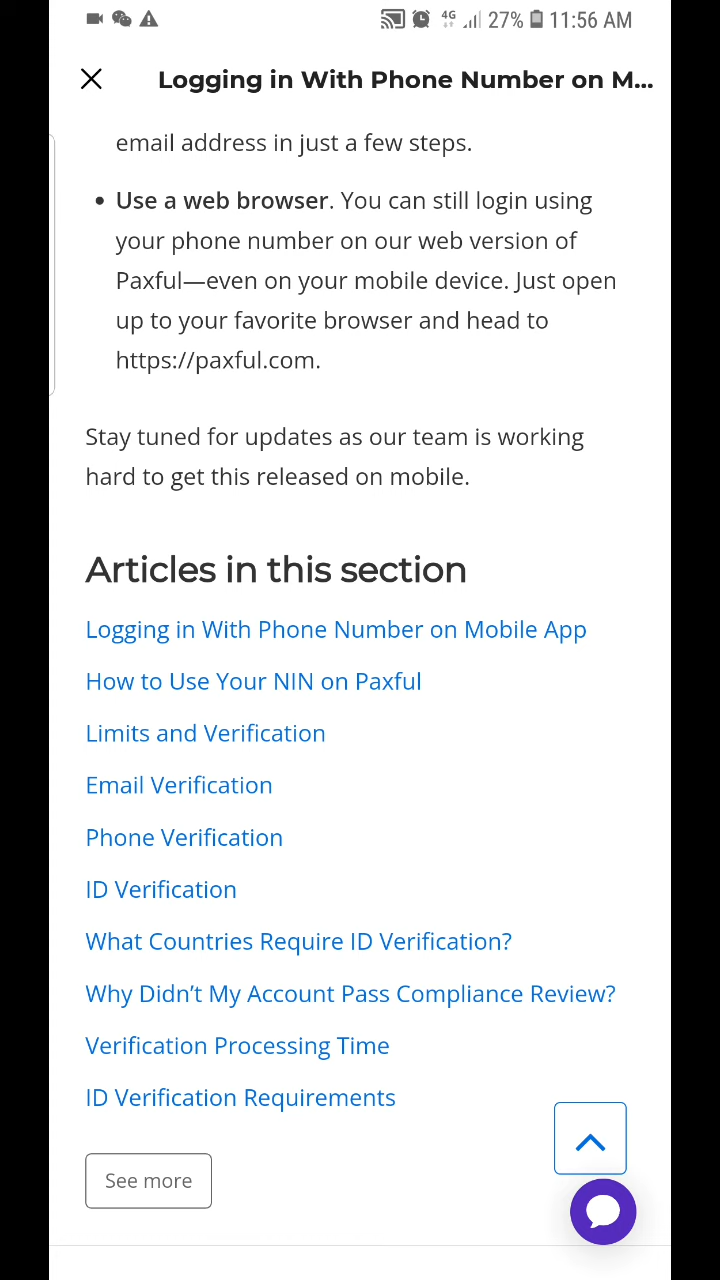 4G 27% 11:56 AM
Logging in With Phone Number on M...
email address in just a few steps.
• Use a web browser. You can still login using
your phone number on our web version of
Paxful—even on your mobile device. Just open
up to your favorite browser and head to
https://paxful.com.
Stay tuned for updates as our team is working
hard to get this released on mobile.
Articles in this section
Logging in With Phone Number on Mobile App
How to Use Your NIN on Paxful
Limits and Verification
Email Verification
Phone Verification
ID Verification
What Countries Require ID Verification?
Why Didn’t My Account Pass Compliance Review?
Verification Processing Time
ID Verification Requirements
See more